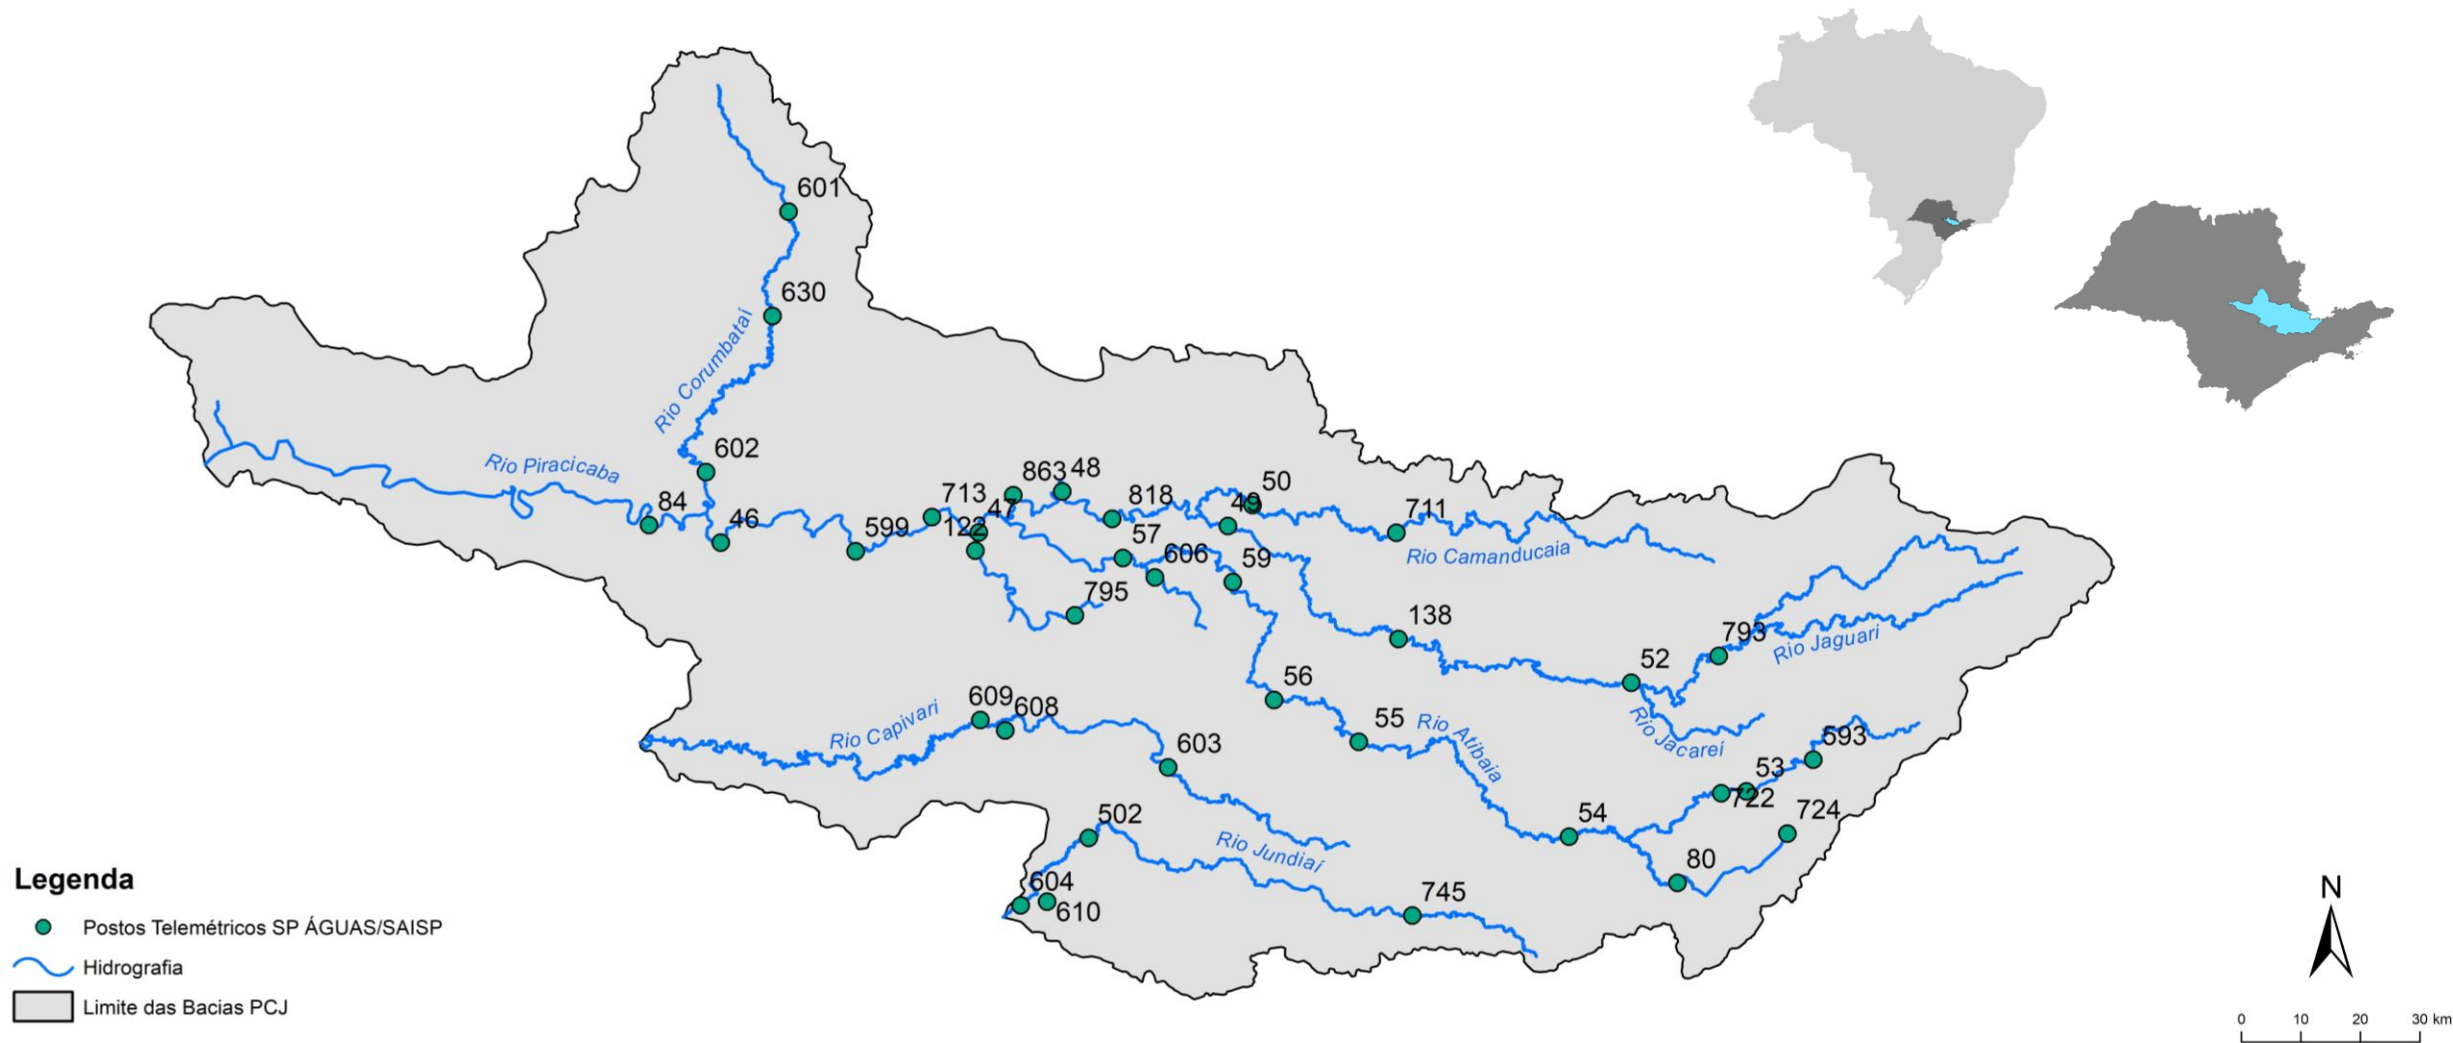 601
630
Rio Corumbataí
602
Rio Piracicaba
84
46
599
713
122
47
863
48
818
50
49
711
Rio Camanducaia
57
606
59
795
138
793
52
Rio Jaguari
Rio Jacareí
56
55
Rio Atibaia
609
608
Rio Capivari
603
593
53
722
724
54
80
502
Rio Jundiaí
604
610
745
Legenda
Postos Telemétricos SP ÁGUAS/SAISP
Hidrografia
Limite das Bacias PCJ
N
0 10 20 30 km